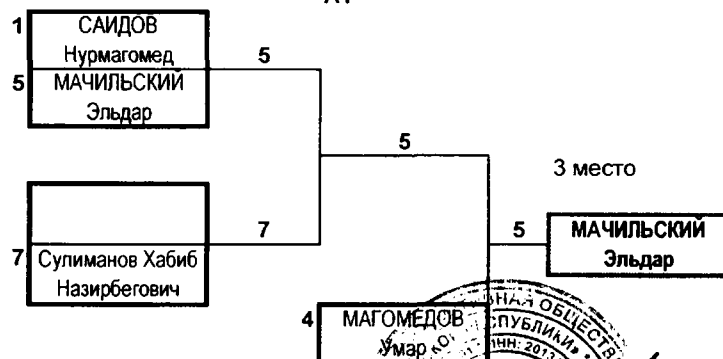 1 САИДОВ
Нурмагомед
5
5 МАЧИЛЬСКИЙ
Эльдар
5
3 место
7
7 Сулиманов Хабиб
Назирбегович
5 МАЧИЛЬСКИЙ
Эльдар
4 МАГОМЕДОВ
Умар